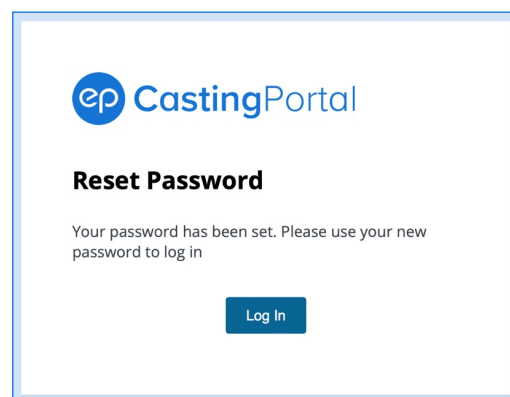 ep CastingPortal
Reset Password
Your password has been set. Please use your new
password to log in
Log In